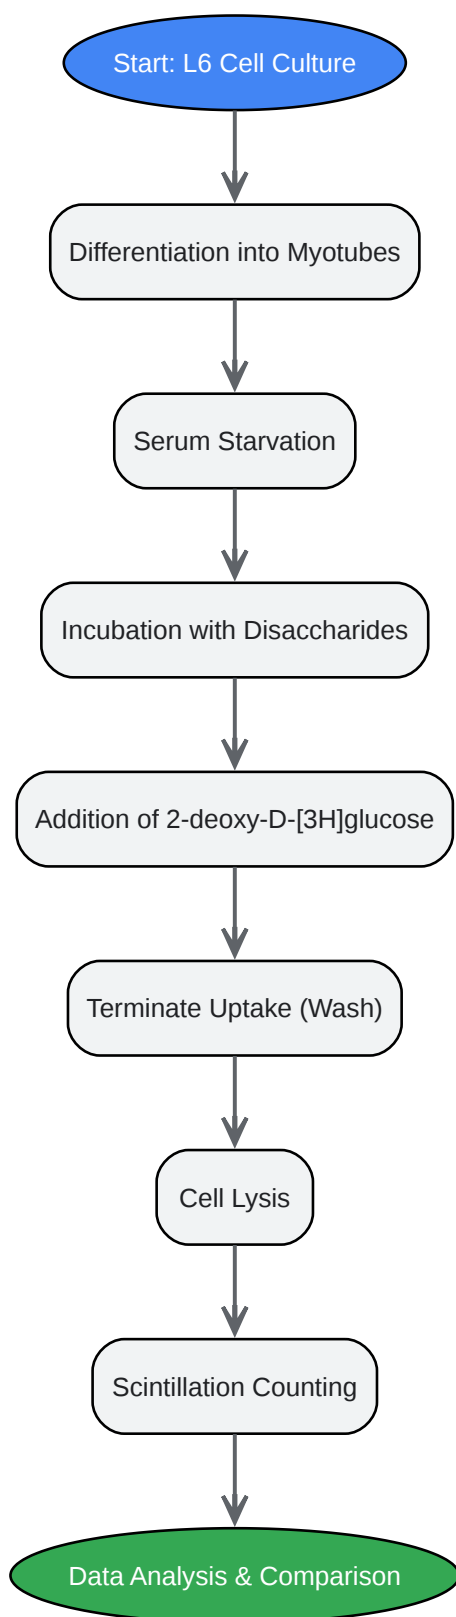 Start: L6 Cell Culture
Differentiation into Myotubes
Serum Starvation
Incubation with Disaccharides
Addition of 2-deoxy-D-[3H]glucose
Terminate Uptake (Wash)
Cell Lysis
Scintillation Counting
Data Analysis & Comparison